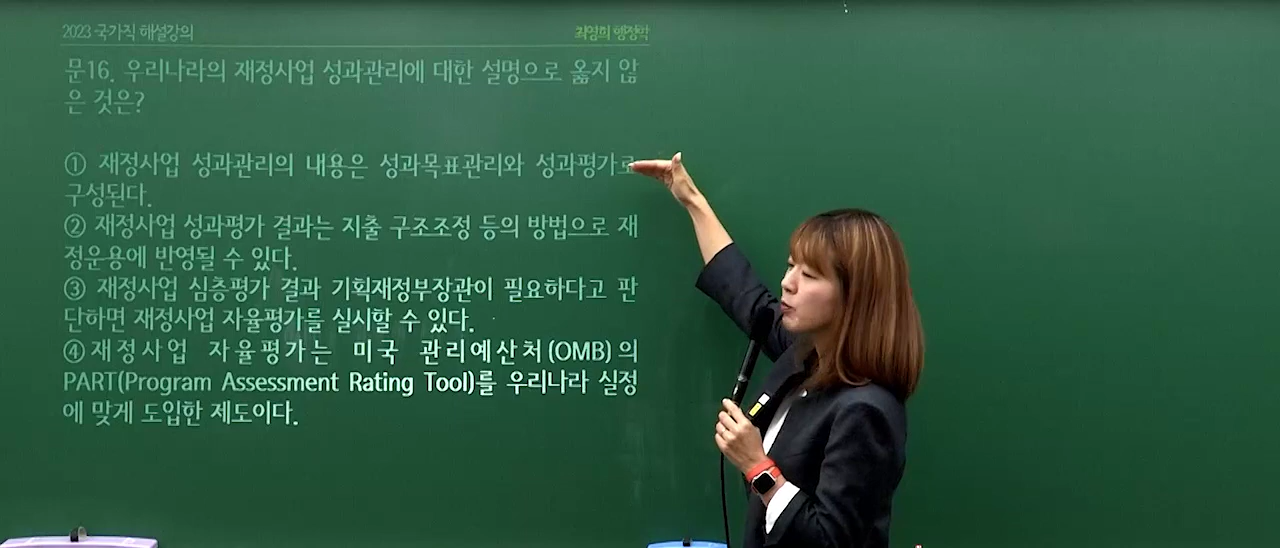 2023 국가직 해설강의
최영희 행정학
문16. 우리나라의 재정사업 성과관리에 대한 설명으로 옳지 않
은 것은?
① 재정사업 성과관리의 내용은 성과목표관리와 성과평가로
구성된다.
② 재정사업 성과평가 결과는 지출 구조조정 등의 방법으로 재
정운용에 반영될 수 있다.
③ 재정사업 심층평가 결과 기획재정부장관이 필요하다고 판
단하면 재정사업 자율평가를 실시할 수 있다.
④재정사업 자율평가는 미국 관리예산처(OMB)의
PART(Program Assessment Rating Tool)를 우리나라 실정
에 맞게 도입한 제도이다.